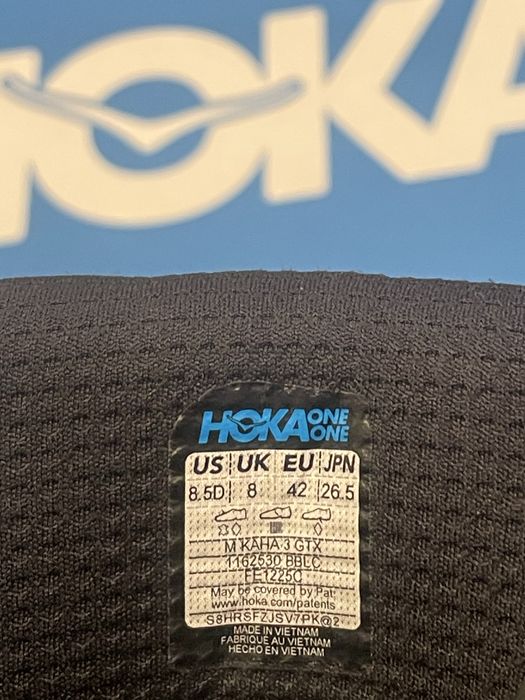 HOKA
HOKA ONE ONE
US UK EU JPN
8.5D 8 42 26.5
M KAHA 3 GTX
1162530 BBLC
FE1225C
May be covered by Pat.
www.hoka.com/patents
S8HRSFZJSV7PK@2
MADE IN VIETNAM
FABRIQUE AU VIETNAM
HECHO EN VIETNAM